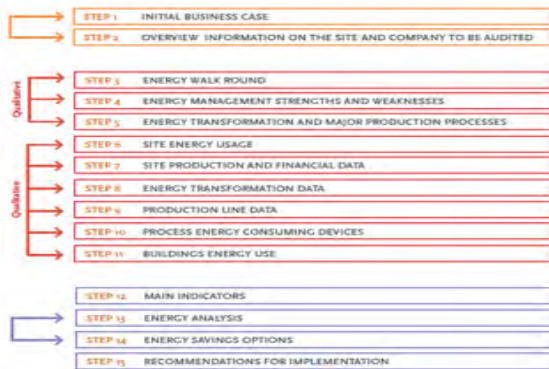 STEP 1 INITIAL BUSINESS CASE
STEP 2 OVERVIEW INFORMATION ON THE SITE AND COMPANY TO BE AUDITED
Qualitative
STEP 3 ENERGY WALK ROUND
STEP 4 ENERGY MANAGEMENT STRENGTHS AND WEAKNESSES
STEP 5 ENERGY TRANSFORMATION AND MAJOR PRODUCTION PROCESSES
Qualitative
STEP 6 SITE ENERGY USAGE
STEP 7 SITE PRODUCTION AND FINANCIAL DATA
STEP 8 ENERGY TRANSFORMATION DATA
STEP 9 PRODUCTION LINE DATA
STEP 10 PROCESS ENERGY CONSUMING DEVICES
STEP 11 BUILDINGS ENERGY USE
STEP 12 MAIN INDICATORS
STEP 13 ENERGY ANALYSIS
STEP 14 ENERGY SAVINGS OPTIONS
STEP 15 RECOMMENDATIONS FOR IMPLEMENTATION